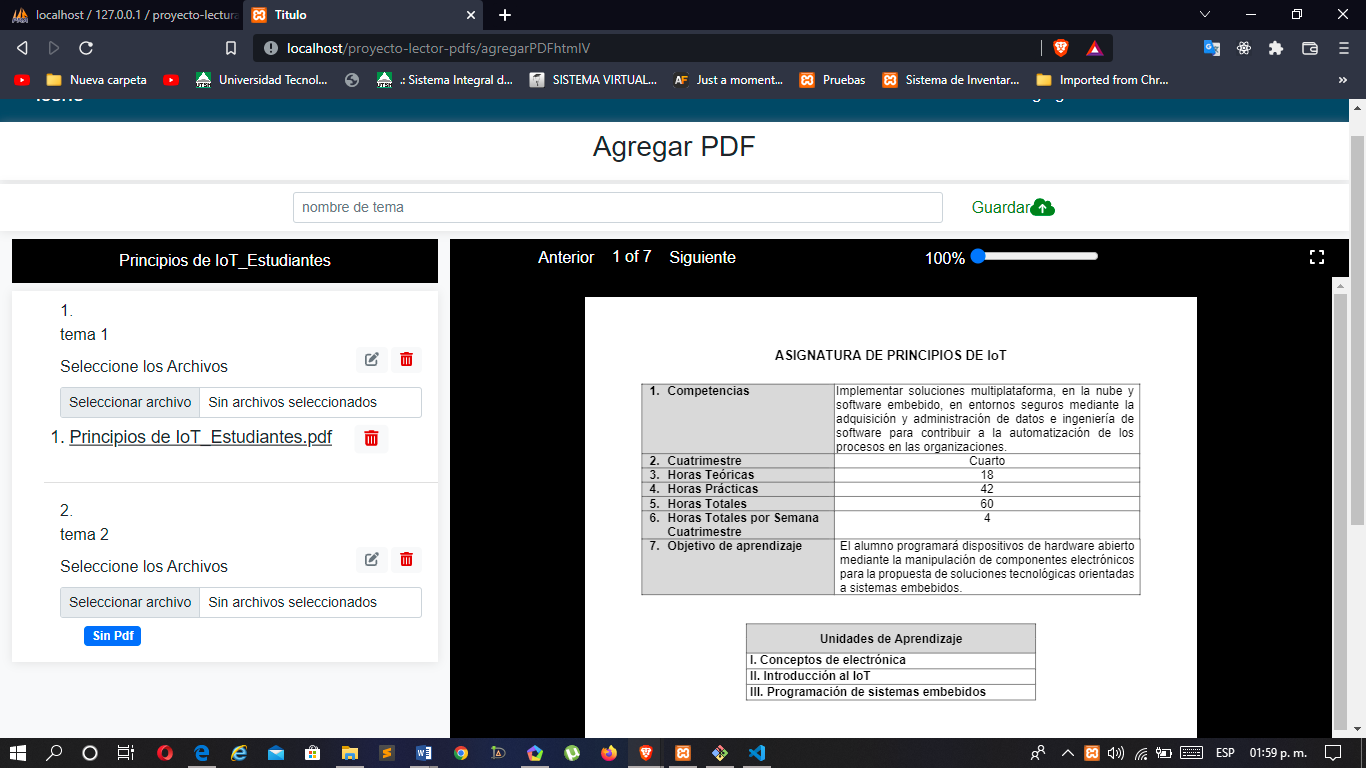 localhost / 127.0.0.1 / proyecto-lectura
Titulo
localhost/proyecto-lector-pdfs/agregarPDFhtmlV
Nueva carpeta
Universidad Tecnol...
.: Sistema Integral d...
SISTEMA VIRTUAL...
Just a moment...
Pruebas
Sistema de Inventar...
Imported from Chr...
»
Agregar PDF
nombre de tema
Guardar
Principios de IoT_Estudiantes
1.
tema 1
Seleccione los Archivos
Seleccionar archivo Sin archivos seleccionados
1. Principios de IoT_Estudiantes.pdf
2.
tema 2
Seleccione los Archivos
Seleccionar archivo Sin archivos seleccionados
Sin Pdf
Anterior 1 of 7 Siguiente 100%
ASIGNATURA DE PRINCIPIOS DE IoT
1. Competencias
Implementar soluciones multiplataforma, en la nube y
software embebido, en entornos seguros mediante la
adquisición y administración de datos e ingeniería de
software para contribuir a la automatización de los
procesos en las organizaciones.
2. Cuatrimestre Cuarto
3. Horas Teóricas 18
4. Horas Prácticas 42
5. Horas Totales 60
6. Horas Totales por Semana
Cuatrimestre
4
7. Objetivo de aprendizaje
El alumno programará dispositivos de hardware abierto
mediante la manipulación de componentes electrónicos
para la propuesta de soluciones tecnológicas orientadas
a sistemas embebidos.
Unidades de Aprendizaje
I. Conceptos de electrónica
II. Introducción al IoT
III. Programación de sistemas embebidos
ESP
01:59 p. m.